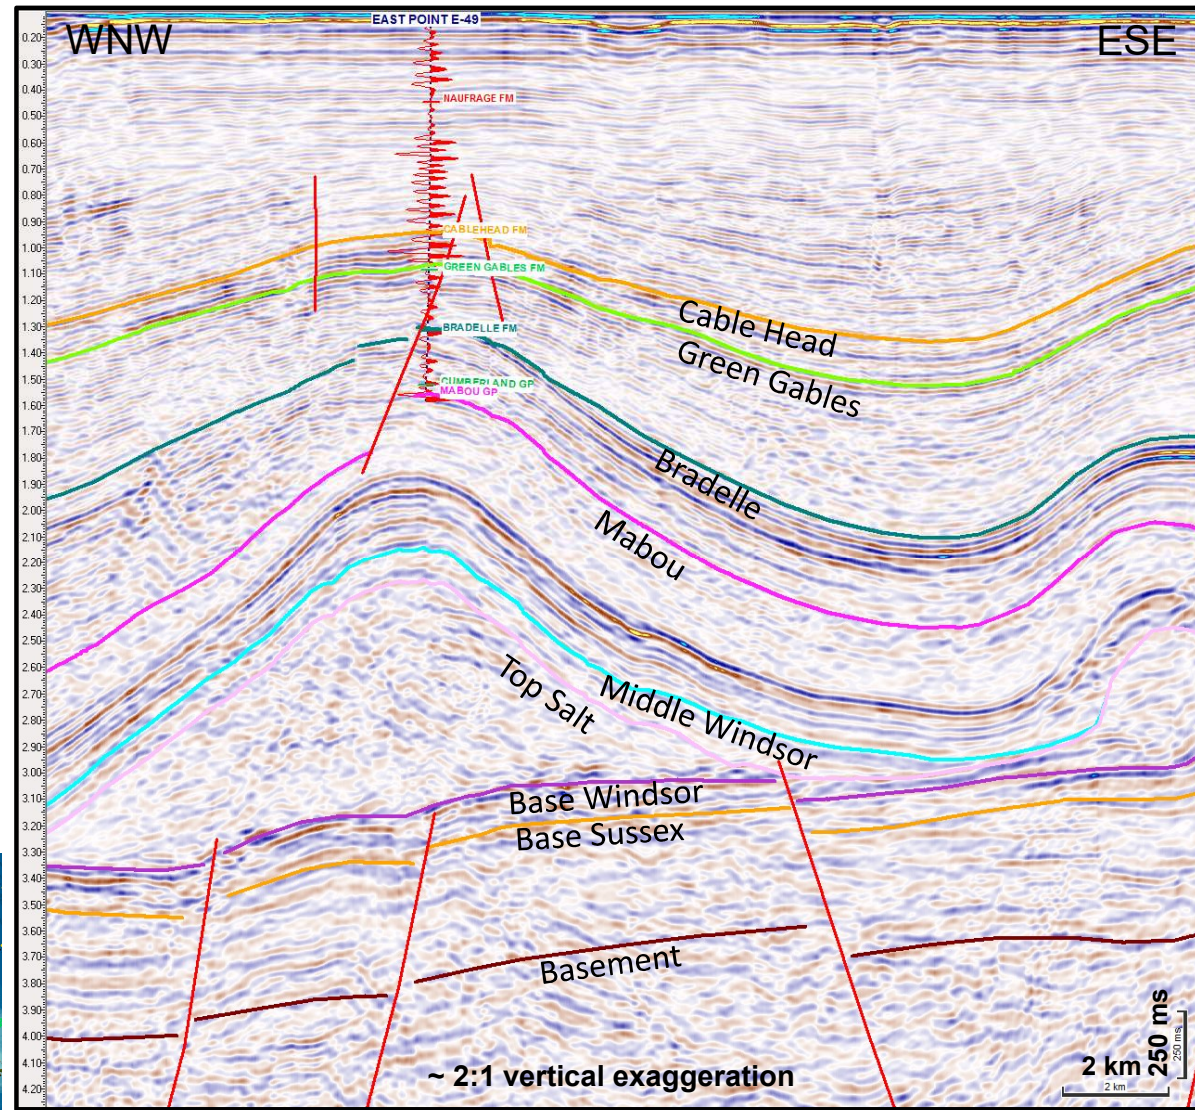 EAST POINT E-49
WNW
ESE
0.20
0.30
0.40
0.50
0.60
0.70
0.80
0.90
1.00
1.10
1.20
1.30
1.40
1.50
1.60
1.70
1.80
1.90
2.00
2.10
2.20
2.30
2.40
2.50
2.60
2.70
2.80
2.90
3.00
3.10
3.20
3.30
3.40
3.50
3.60
3.70
3.80
3.90
4.00
4.10
4.20
NAUFRAGE FM
CABLEHEAD FM
GREEN GABLES FM
BRADELLE FM
CUMBERLAND GP
MABOU GP
Cable Head
Green Gables
Bradelle
Mabou
Middle Windsor
Top Salt
Base Windsor
Base Sussex
Basement
~ 2:1 vertical exaggeration
2 km
2 km
250 ms
250 ms